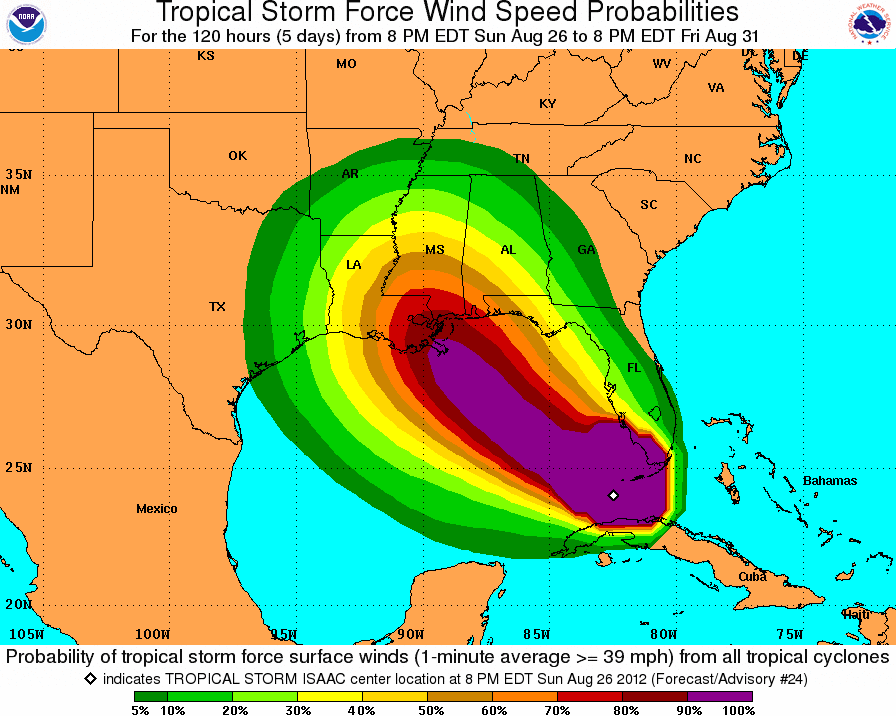 Tropical Storm Force Wind Speed Probabilities
For the 120 hours (5 days) from 8 PM EDT Sun Aug 26 to 8 PM EDT Fri Aug 31
NOAA
NATIONAL WEATHER SERVICE
KS
MO
WV
DE
VA
KY
OK
TN
NC
35N
AR
NM
SC
MS
AL
GA
LA
TX
30N
FL
25N
Bahamas
Mexico
Cuba
20N
Haiti
105W 100W 95W 90W 85W 80W 75W
Probability of tropical storm force surface winds (1-minute average >= 39 mph) from all tropical cyclones
indicates TROPICAL STORM ISAAC center location at 8 PM EDT Sun Aug 26 2012 (Forecast/Advisory #24)
5% 10% 20% 30% 40% 50% 60% 70% 80% 90% 100%